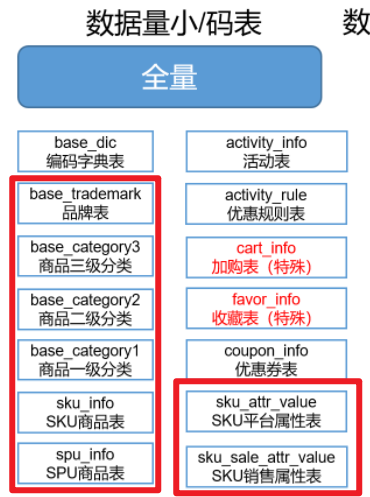 数据量小/码表
数
全量
base_dic
编码字典表
activity_info
活动表
base_trademark
品牌表
activity_rule
优惠规则表
base_category3
商品三级分类
cart_info
加购表（特殊）
base_category2
商品二级分类
favor_info
收藏表（特殊）
base_category1
商品一级分类
coupon_info
优惠券表
sku_info
SKU商品表
sku_attr_value
SKU平台属性表
spu_info
SPU商品表
sku_sale_attr_value
SKU销售属性表